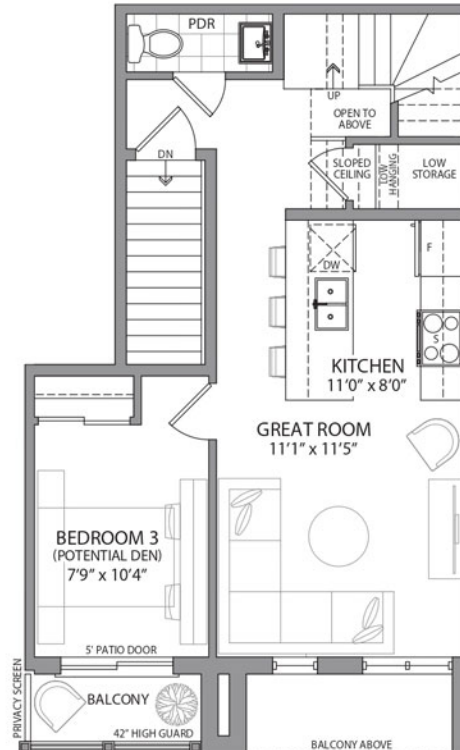 PDR
UP
OPEN TO
ABOVE
DN
SLOPED
CEILING
LOW
HANGING
LOW
STORAGE
DW
F
S
KITCHEN
11'0" x 8'0"
GREAT ROOM
11'1" x 11'5"
BEDROOM 3
(POTENTIAL DEN)
7'9" x 10'4"
5' PATIO DOOR
PRIVACY SCREEN
BALCONY
42" HIGH GUARD
BALCONY ABOVE